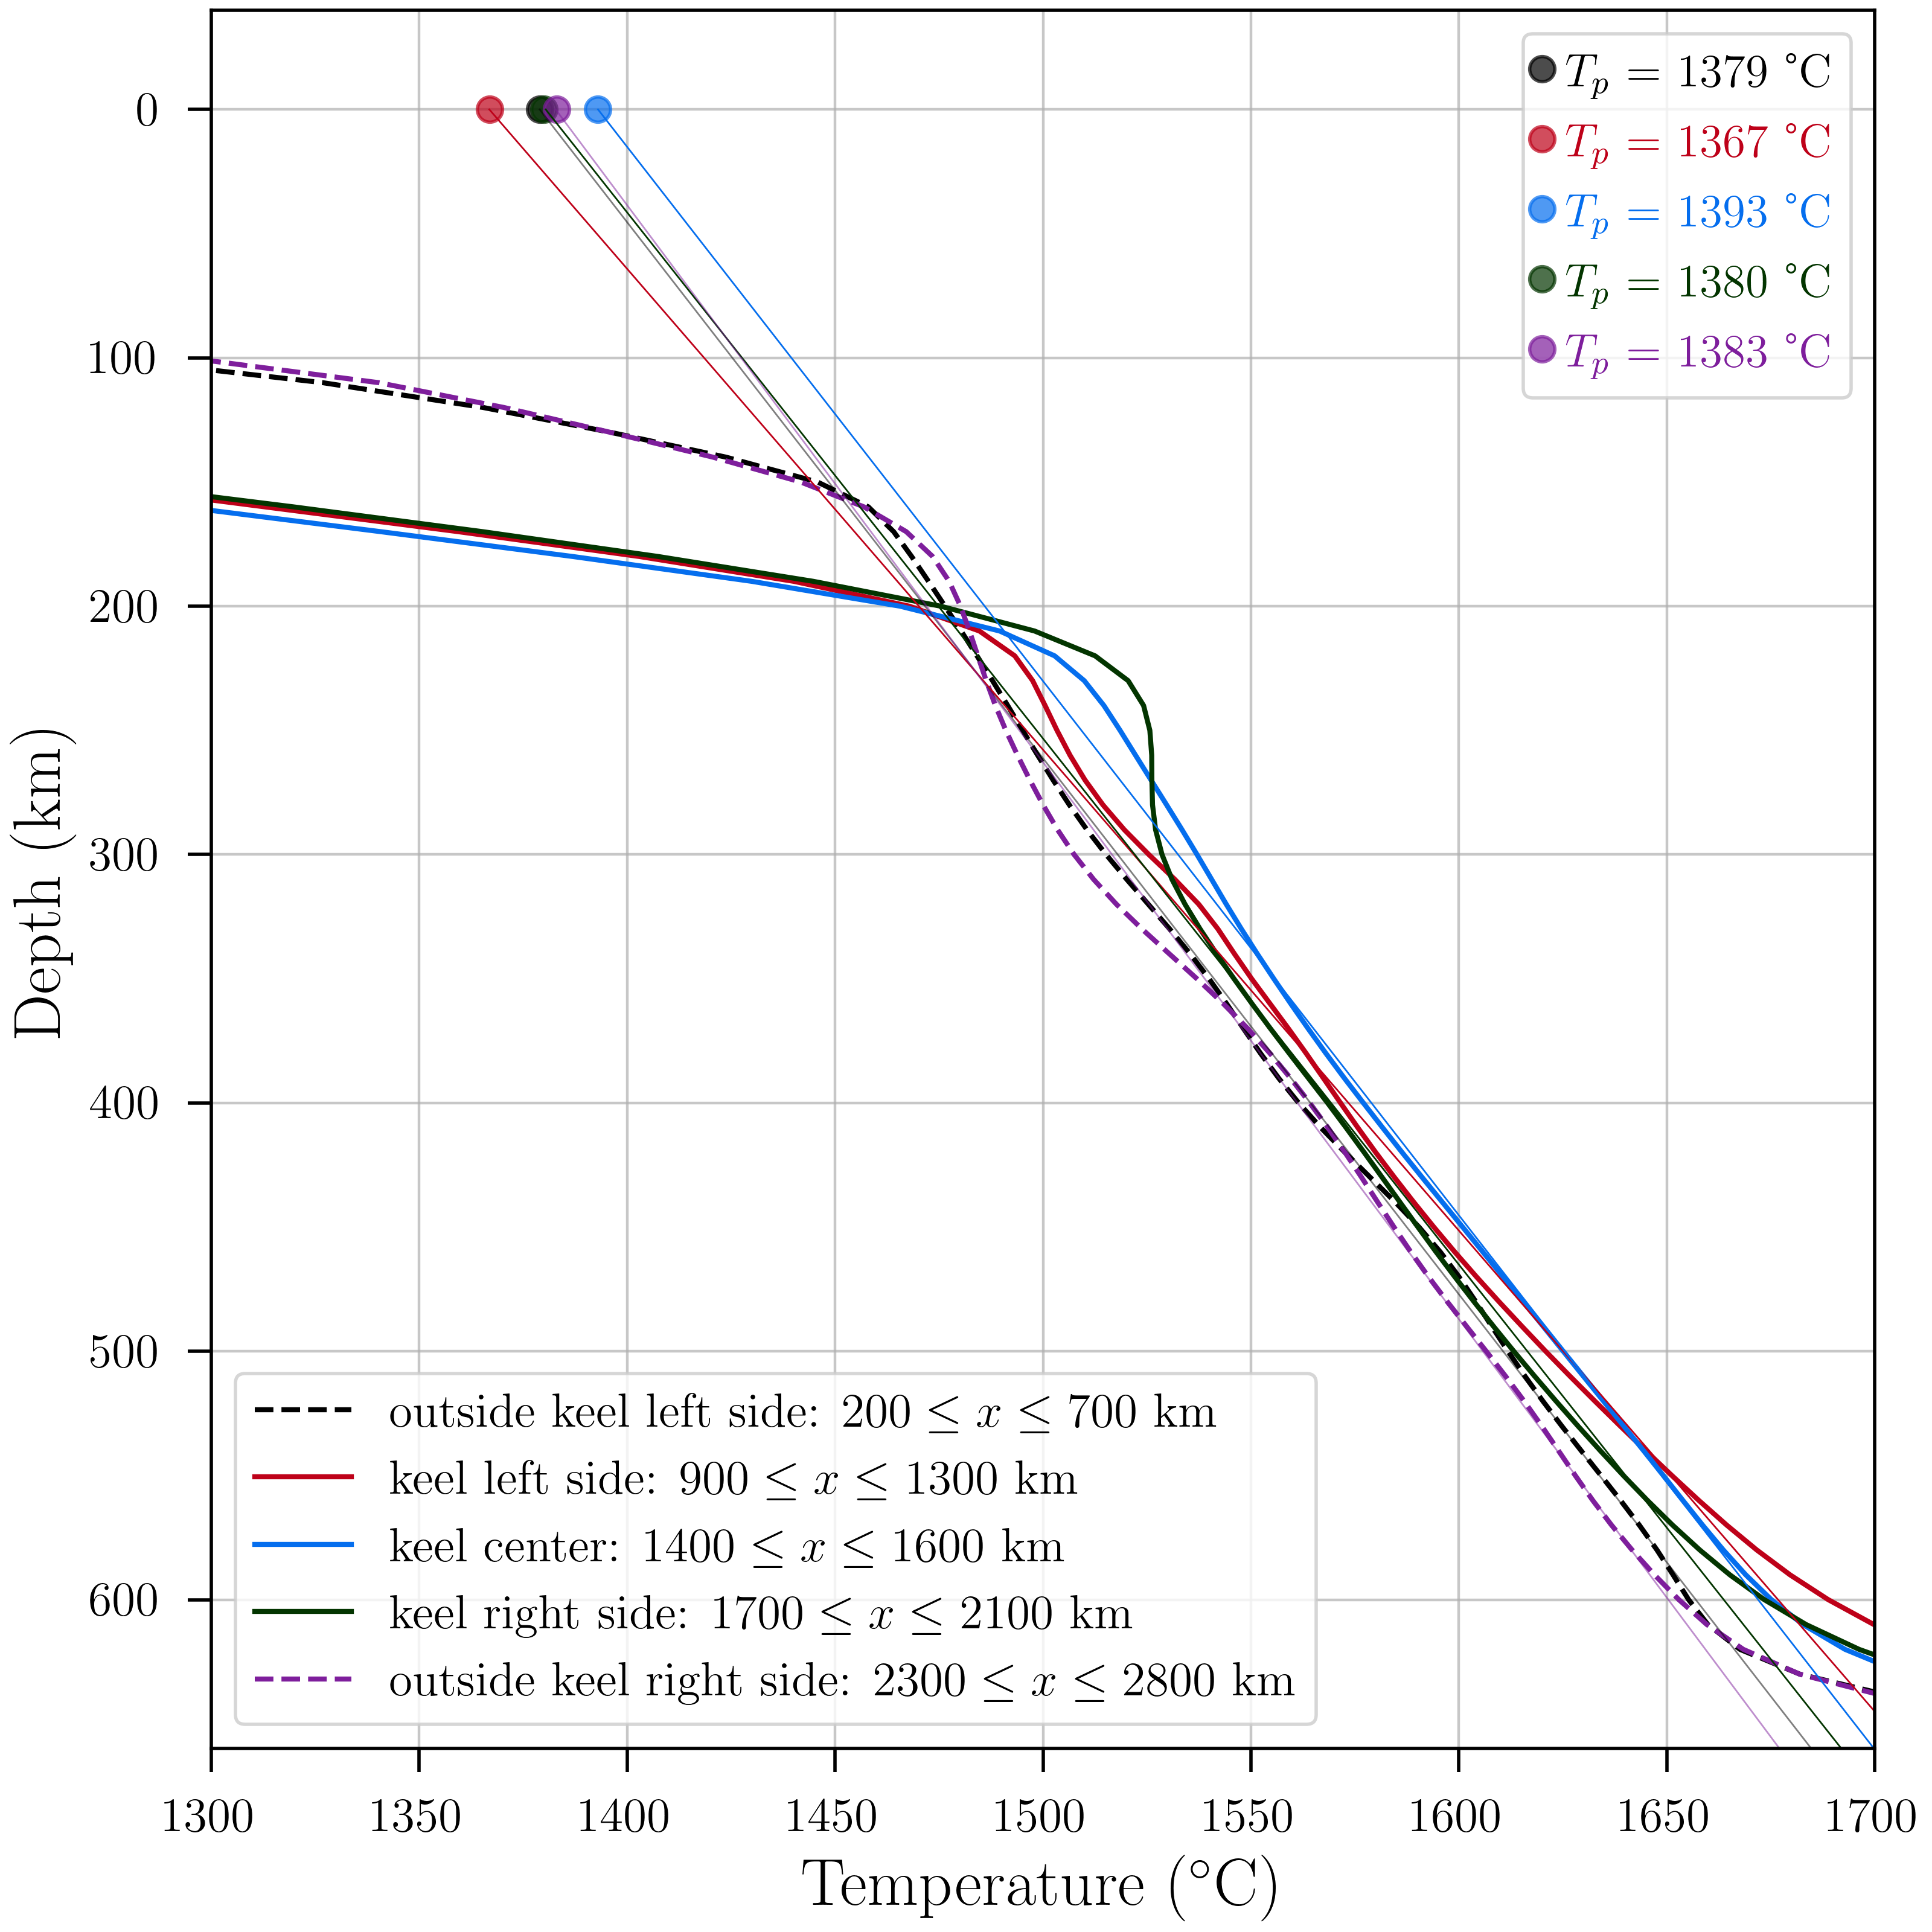 T_p = 1379 °C
T_p = 1367 °C
T_p = 1393 °C
T_p = 1380 °C
T_p = 1383 °C
0
100
200
300
400
500
600
Depth (km)
outside keel left side: 200 ≤ x ≤ 700 km
keel left side: 900 ≤ x ≤ 1300 km
keel center: 1400 ≤ x ≤ 1600 km
keel right side: 1700 ≤ x ≤ 2100 km
outside keel right side: 2300 ≤ x ≤ 2800 km
1300 1350 1400 1450 1500 1550 1600 1650 1700
Temperature (°C)